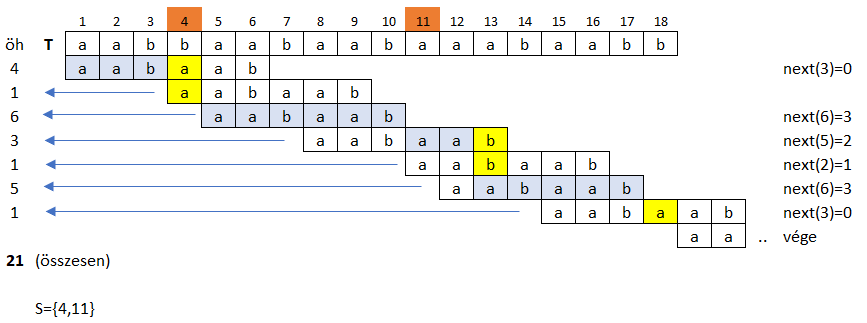 1 2 3 4 5 6 7 8 9 10 11 12 13 14 15 16 17 18
öh T a a b b a a b a a b a a a b a a b b
4 a a b a a b next(3)=0
1 a a b a a b
6 a a b a a b next(6)=3
3 a a b a a b next(5)=2
1 a a b a a b next(2)=1
5 a a b a a b next(6)=3
1 a a b a a b next(3)=0
a a .. vége
21 (összesen)
S={4,11}